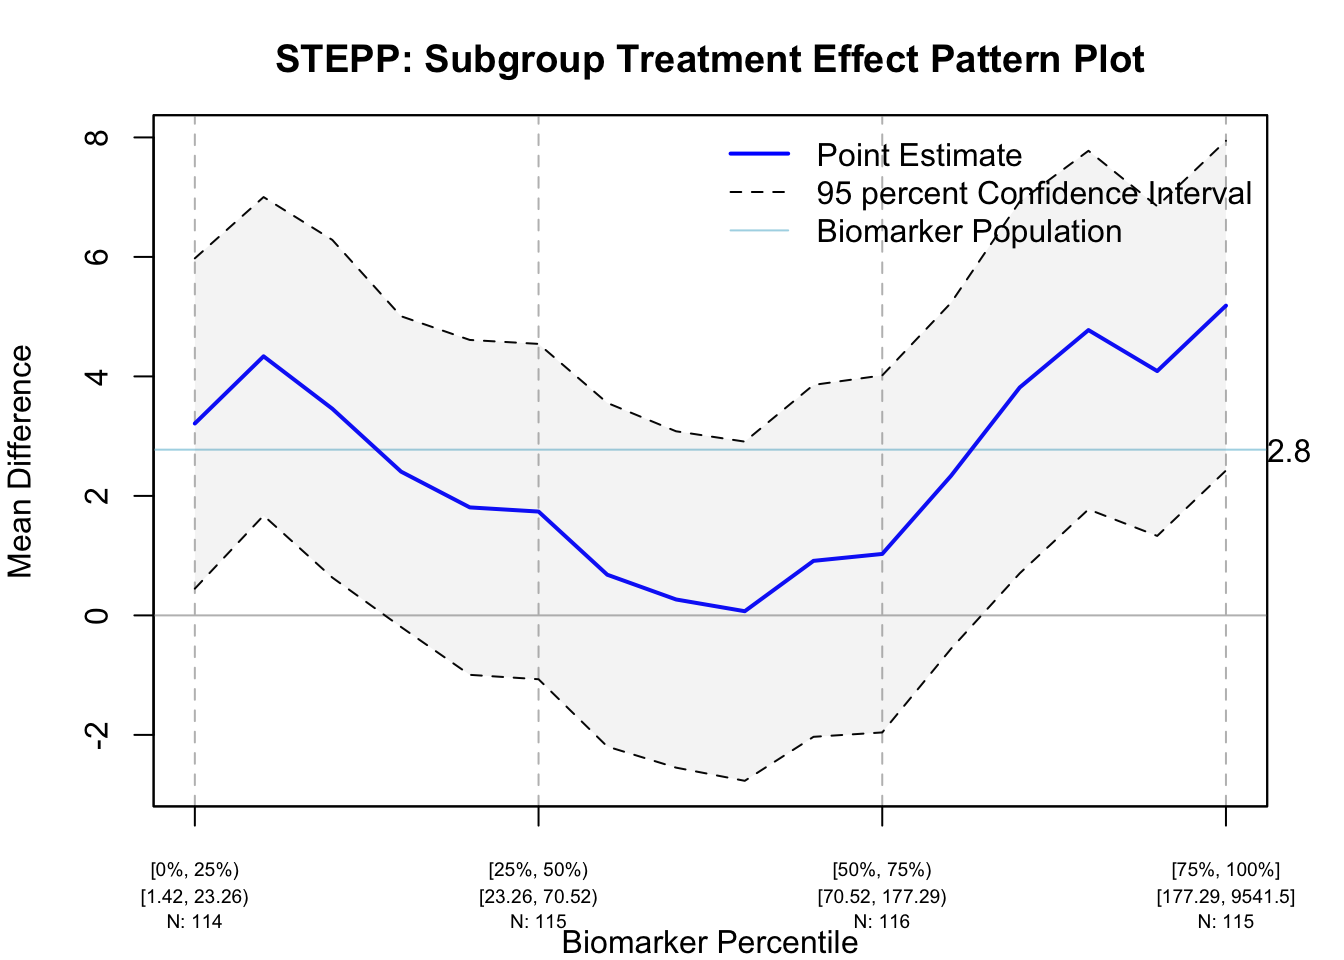 STEPP: Subgroup Treatment Effect Pattern Plot
Point Estimate
95 percent Confidence Interval
Biomarker Population
8
6
4
2
0
-2
Mean Difference
2.8
[0%, 25%) [25%, 50%) [50%, 75%) [75%, 100%]
[1.42, 23.26) [23.26, 70.52) [70.52, 177.29) [177.29, 9541.5]
N: 114 N: 115 N: 116 N: 115
Biomarker Percentile